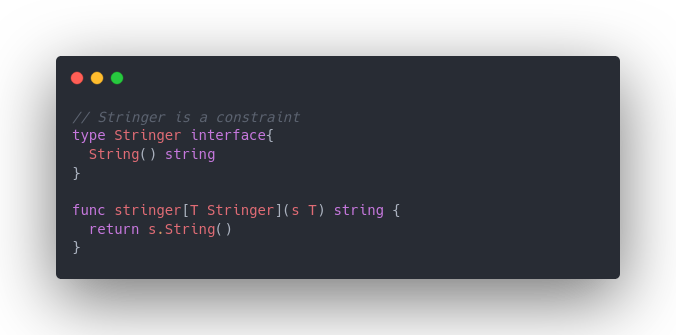 // Stringer is a constraint
type Stringer interface{
  String() string
}

func stringer[T Stringer](s T) string {
  return s.String()
}